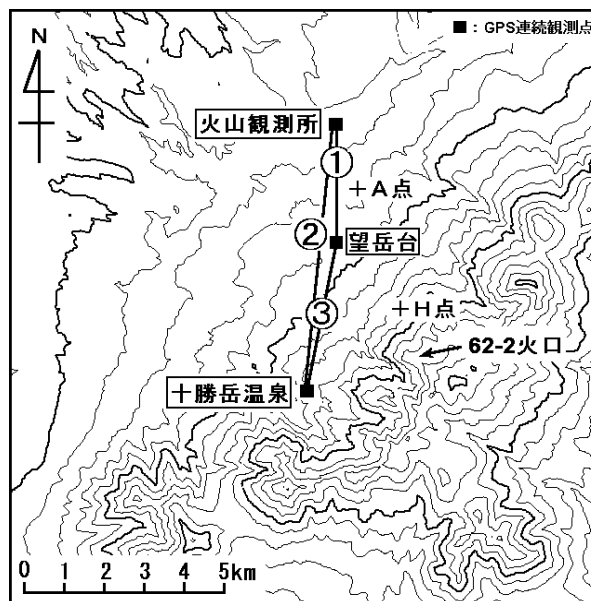 ■：GPS連続観測点
N
火山観測所
①
＋A点
②
望岳台
③
＋H点
62-2火口
十勝岳温泉
0 1 2 3 4 5km